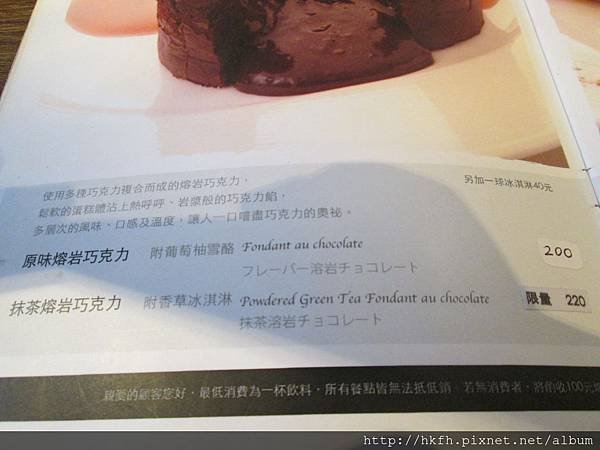 使用多種巧克力複合而成的熔岩巧克力，
鬆軟的蛋糕體沾上熱呼呼、岩漿般的巧克力餡，
多層次的風味、口感及溫度，讓人一口嚐盡巧克力的奧祕。
另加一球冰淇淋40元
原味熔岩巧克力 附葡萄柚雪酪 Fondant au chocolate 200
フレーバー溶岩チョコレート
抹茶熔岩巧克力 附香草冰淇淋 Powdered Green Tea Fondant au chocolate 限量 220
抹茶溶岩チョコレート
親愛的顧客您好，最低消費為一杯飲料，所有餐點皆無法抵低銷。若無消費者，將酌收100元
http://hkfh.pixnet.net/album